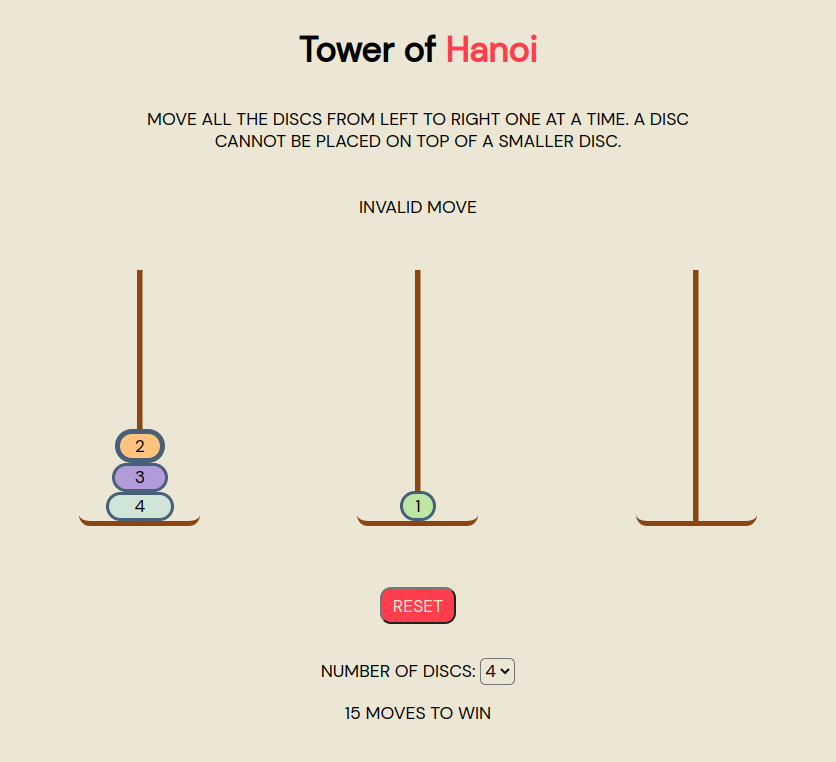 Tower of Hanoi
MOVE ALL THE DISCS FROM LEFT TO RIGHT ONE AT A TIME. A DISC
CANNOT BE PLACED ON TOP OF A SMALLER DISC.
INVALID MOVE
2
3
4
1
RESET
NUMBER OF DISCS: 4
15 MOVES TO WIN